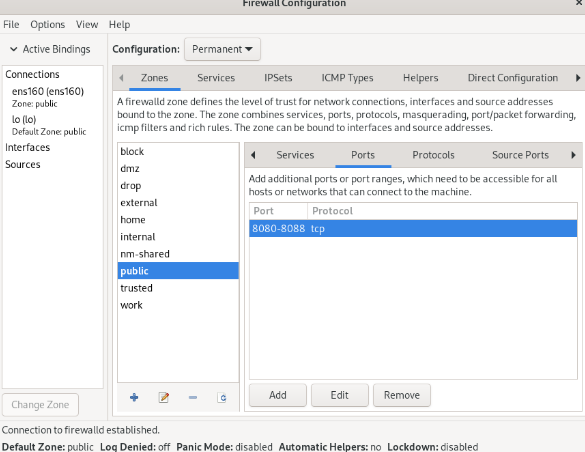 Firewall Configuration
File Options View Help
Active Bindings
Configuration: Permanent
Connections
ens160 (ens160)
Zone: public
lo (lo)
Default Zone: public
Interfaces
Sources
Change Zone
Zones Services IPSets ICMP Types Helpers Direct Configuration
A firewalld zone defines the level of trust for network connections, interfaces and source addresses
bound to the zone. The zone combines services, ports, protocols, masquerading, port/packet forwarding,
icmp filters and rich rules. The zone can be bound to interfaces and source addresses.
block
dmz
drop
external
home
internal
nm-shared
public
trusted
work
Services Ports Protocols Source Ports
Add additional ports or port ranges, which need to be accessible for all
hosts or networks that can connect to the machine.
Port Protocol
8080-8088 tcp
Add Edit Remove
Connection to firewalld established.
Default Zone: public Log Denied: off Panic Mode: disabled Automatic Helpers: no Lockdown: disabled